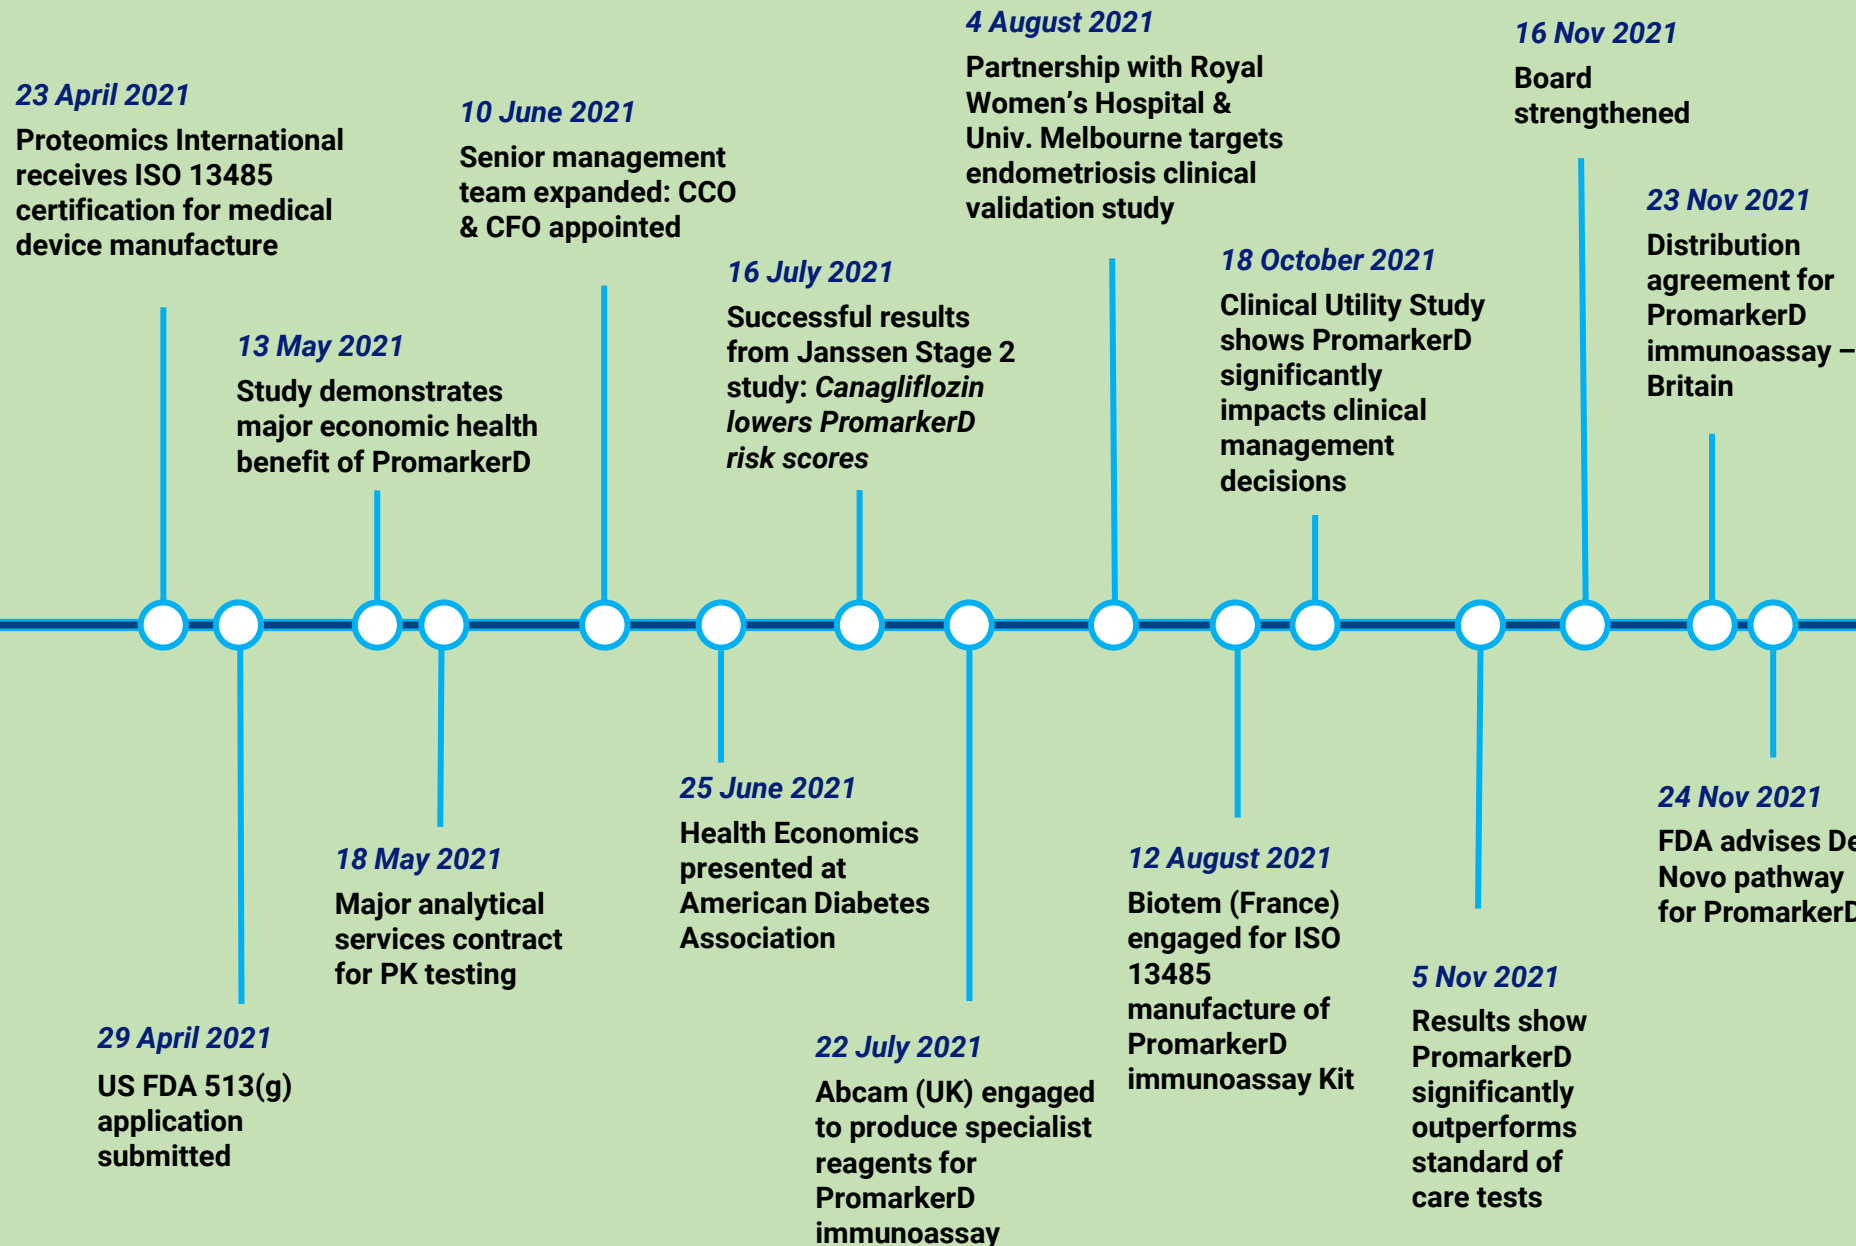 23 April 2021
Proteomics International
receives ISO 13485
certification for medical
device manufacture
29 April 2021
US FDA 513(g)
application
submitted
13 May 2021
Study demonstrates
major economic health
benefit of PromarkerD
18 May 2021
Major analytical
services contract
for PK testing
10 June 2021
Senior management
team expanded: CCO
& CFO appointed
25 June 2021
Health Economics
presented at
American Diabetes
Association
16 July 2021
Successful results
from Janssen Stage 2
study: Canagliflozin
lowers PromarkerD
risk scores
22 July 2021
Abcam (UK) engaged
to produce specialist
reagents for
PromarkerD
immunoassay
4 August 2021
Partnership with Royal
Women’s Hospital &
Univ. Melbourne targets
endometriosis clinical
validation study
12 August 2021
Biotem (France)
engaged for ISO
13485
manufacture of
PromarkerD
immunoassay Kit
18 October 2021
Clinical Utility Study
shows PromarkerD
significantly
impacts clinical
management
decisions
5 Nov 2021
Results show
PromarkerD
significantly
outperforms
standard of
care tests
16 Nov 2021
Board
strengthened
23 Nov 2021
Distribution
agreement for
PromarkerD
immunoassay –
Britain
24 Nov 2021
FDA advises De
Novo pathway
for PromarkerD